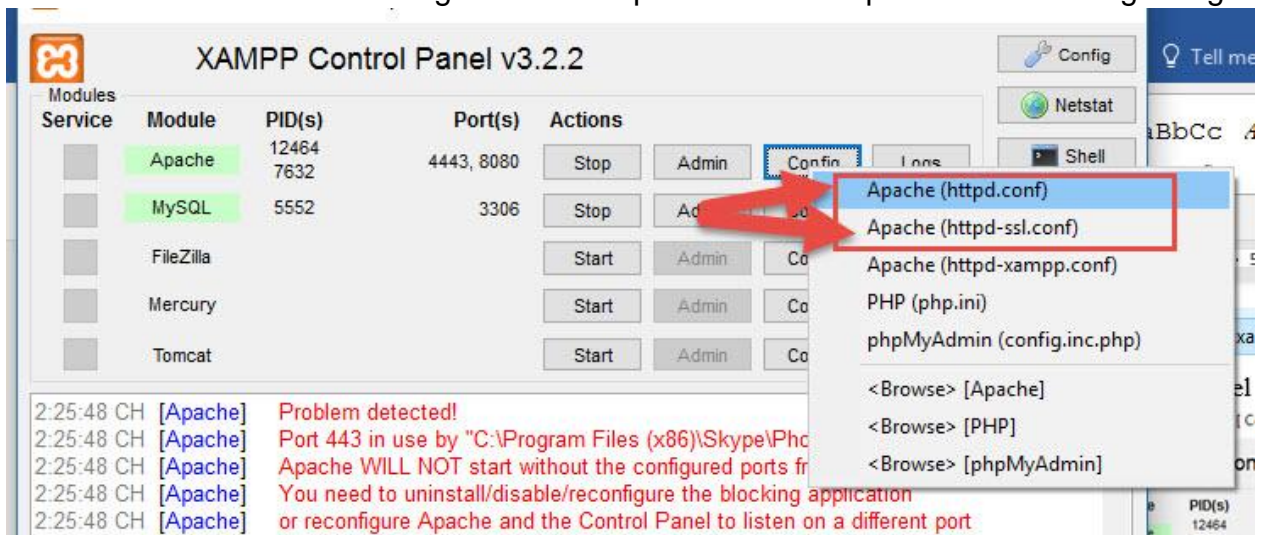 XAMPP Control Panel v3.2.2
Config
Tell me
Modules
Service Module PID(s) Port(s) Actions
Netstat
Apache 12464 7632 4443, 8080 Stop Admin Config Logs
Shell
MySQL 5552 3306 Stop
FileZilla Start Admin
Mercury Start Admin
Tomcat Start Admin
Apache (httpd.conf)
Apache (httpd-ssl.conf)
Apache (httpd-xampp.conf)
PHP (php.ini)
phpMyAdmin (config.inc.php)
<Browse> [Apache]
<Browse> [PHP]
<Browse> [phpMyAdmin]
2:25:48 CH [Apache] Problem detected!
2:25:48 CH [Apache] Port 443 in use by "C:\Program Files (x86)\Skype\Pho
2:25:48 CH [Apache] Apache WILL NOT start without the configured ports fr
2:25:48 CH [Apache] You need to uninstall/disable/reconfigure the blocking application
2:25:48 CH [Apache] or reconfigure Apache and the Control Panel to listen on a different port
PID(s)
12464